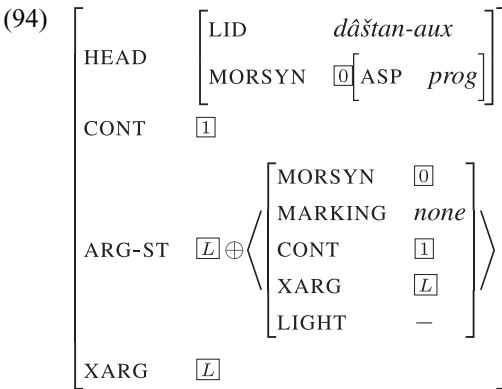 (94)
LID dâštan-aux
HEAD
MORSYN 0 ASP prog
CONT 1
MORSYN 0
MARKING none
ARG-ST L ⊕ CONT 1
XARG L
LIGHT −
XARG L